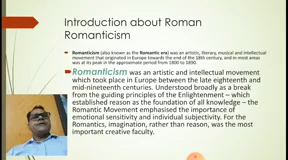 Introduction about Roman
Romanticism
• Romanticism (also known as the Romantic era) was an artistic, literary, musical and intellectual
movement that originated in Europe towards the end of the 18th century, and in most areas
was at its peak in the approximate period from 1800 to 1890.
Romanticism was an artistic and intellectual movement
which took place in Europe between the late eighteenth and
mid-nineteenth centuries. Understood broadly as a break
from the guiding principles of the Enlightenment – which
established reason as the foundation of all knowledge – the
Romantic Movement emphasised the importance of
emotional sensitivity and individual subjectivity. For the
Romantics, imagination, rather than reason, was the most
important creative faculty.